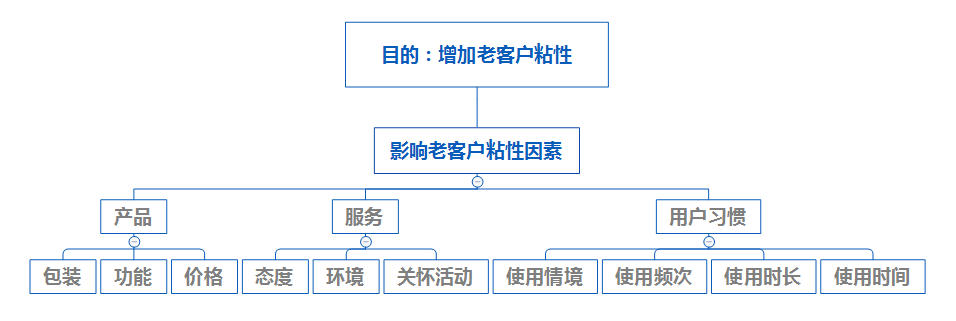 目的：增加老客户粘性
影响老客户粘性因素
产品
服务
用户习惯
包装
功能
价格
态度
环境
关怀活动
使用情境
使用频次
使用时长
使用时间